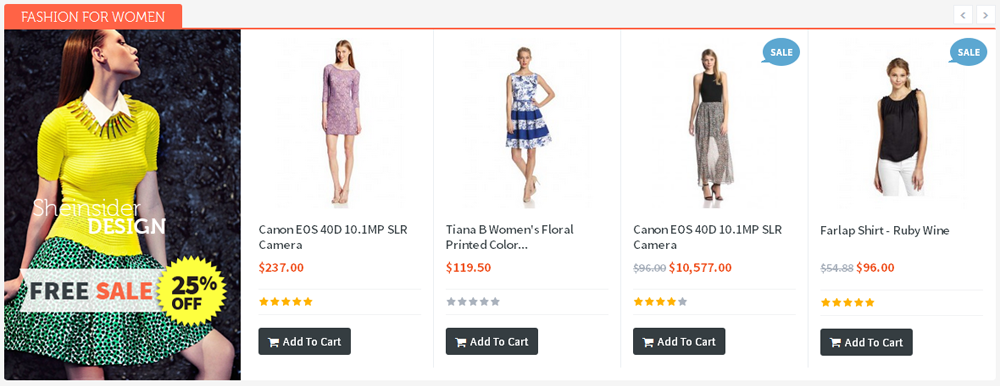 FASHION FOR WOMEN
Sheinsider
DESIGN
FREE SALE
25%
OFF
Canon EOS 40D 10.1MP SLR
Camera
$237.00
Add To Cart
Tiana B Women's Floral
Printed Color...
$119.50
Add To Cart
SALE
Canon EOS 40D 10.1MP SLR
Camera
$96.00 $10,577.00
Add To Cart
SALE
Farlap Shirt - Ruby Wine
$54.88 $96.00
Add To Cart